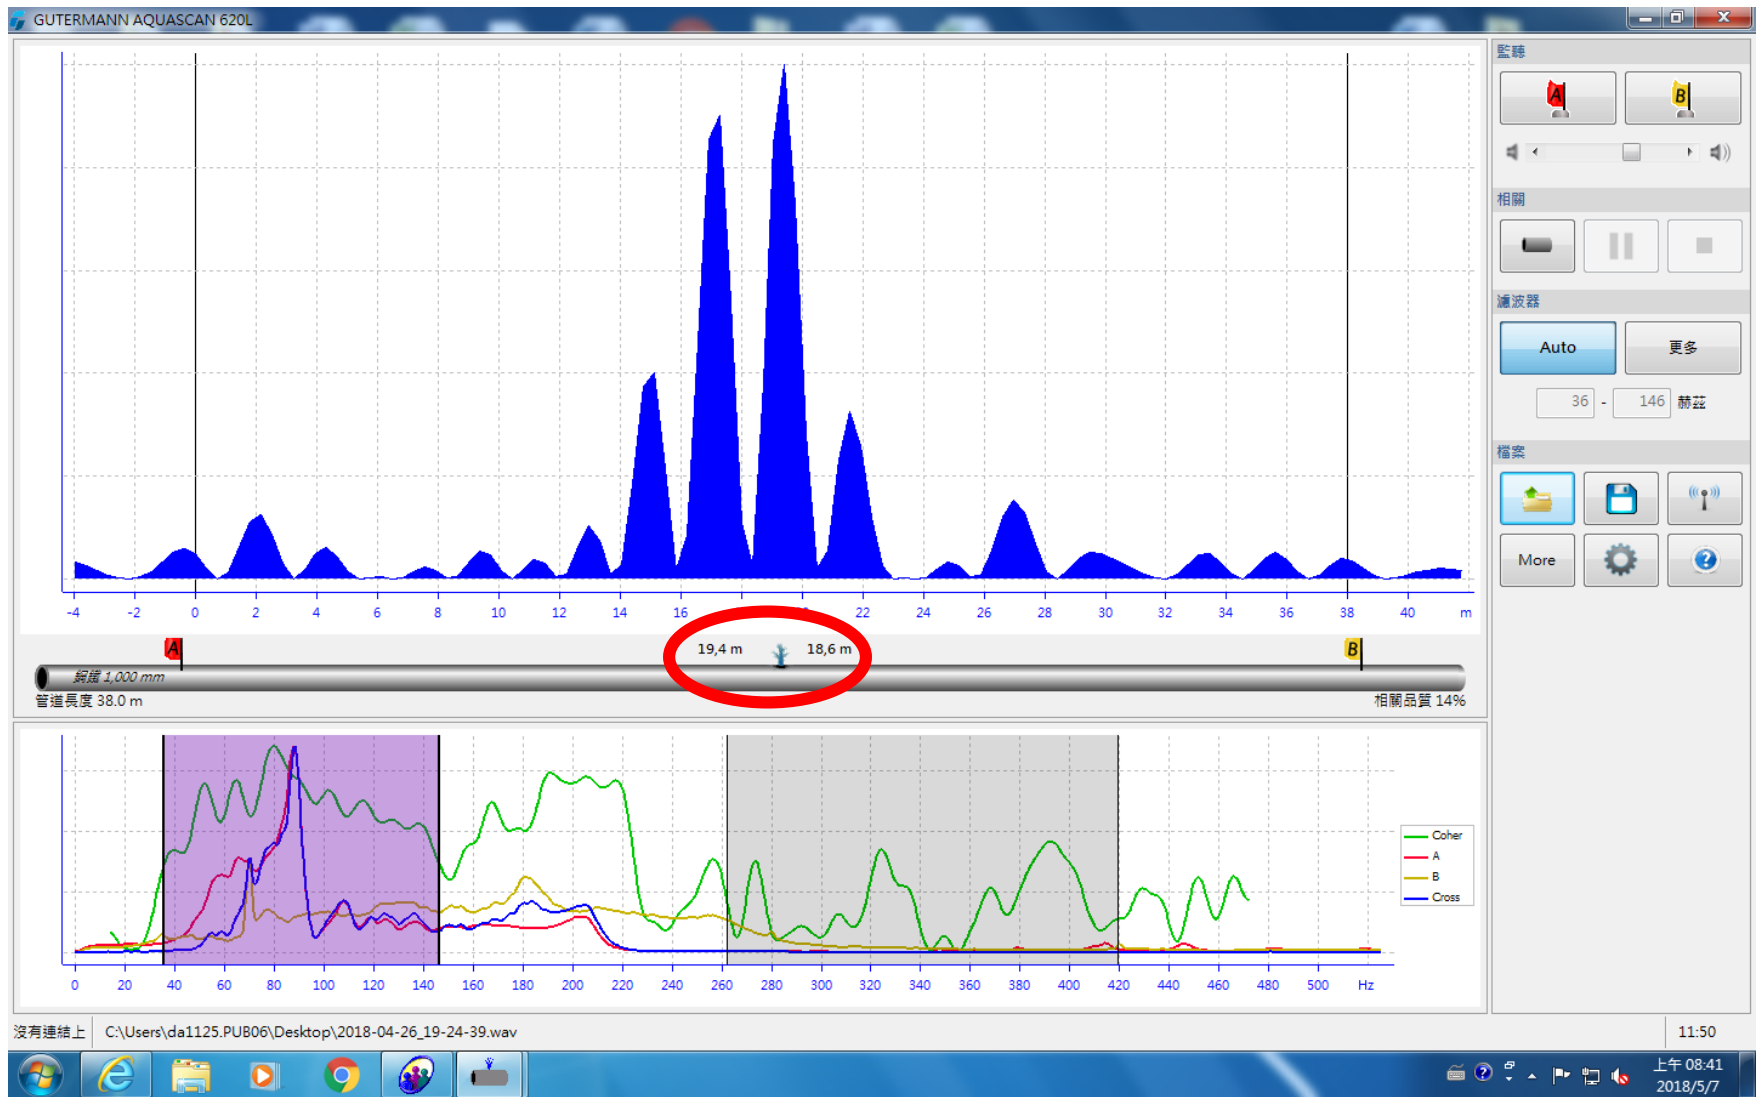 GUTERMANN AQUASCAN 620L
監聽
A
B
相關
濾波器
Auto
更多
36 - 146 赫茲
檔案
More
-4 -2 0 2 4 6 8 10 12 14 16 22 24 26 28 30 32 34 36 38 40 m
A 19,4 m 18,6 m B
鋼鐵 1,000 mm
管道長度 38.0 m
相關品質 14%
Coher
A
B
Cross
0 20 40 60 80 100 120 140 160 180 200 220 240 260 280 300 320 340 360 380 400 420 440 460 480 500 Hz
沒有連結上 C:\Users\da1125.PUB06\Desktop\2018-04-26_19-24-39.wav 11:50
上午 08:41
2018/5/7